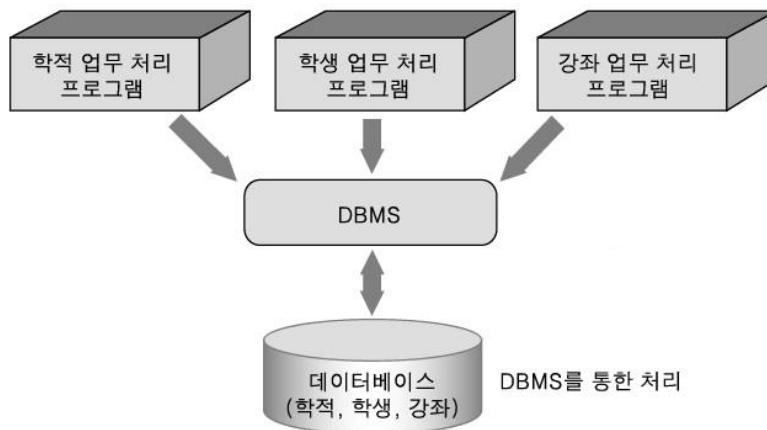 학적 업무 처리
프로그램
학생 업무 처리
프로그램
강좌 업무 처리
프로그램
DBMS
데이터베이스
(학적, 학생, 강좌)
DBMS를 통한 처리